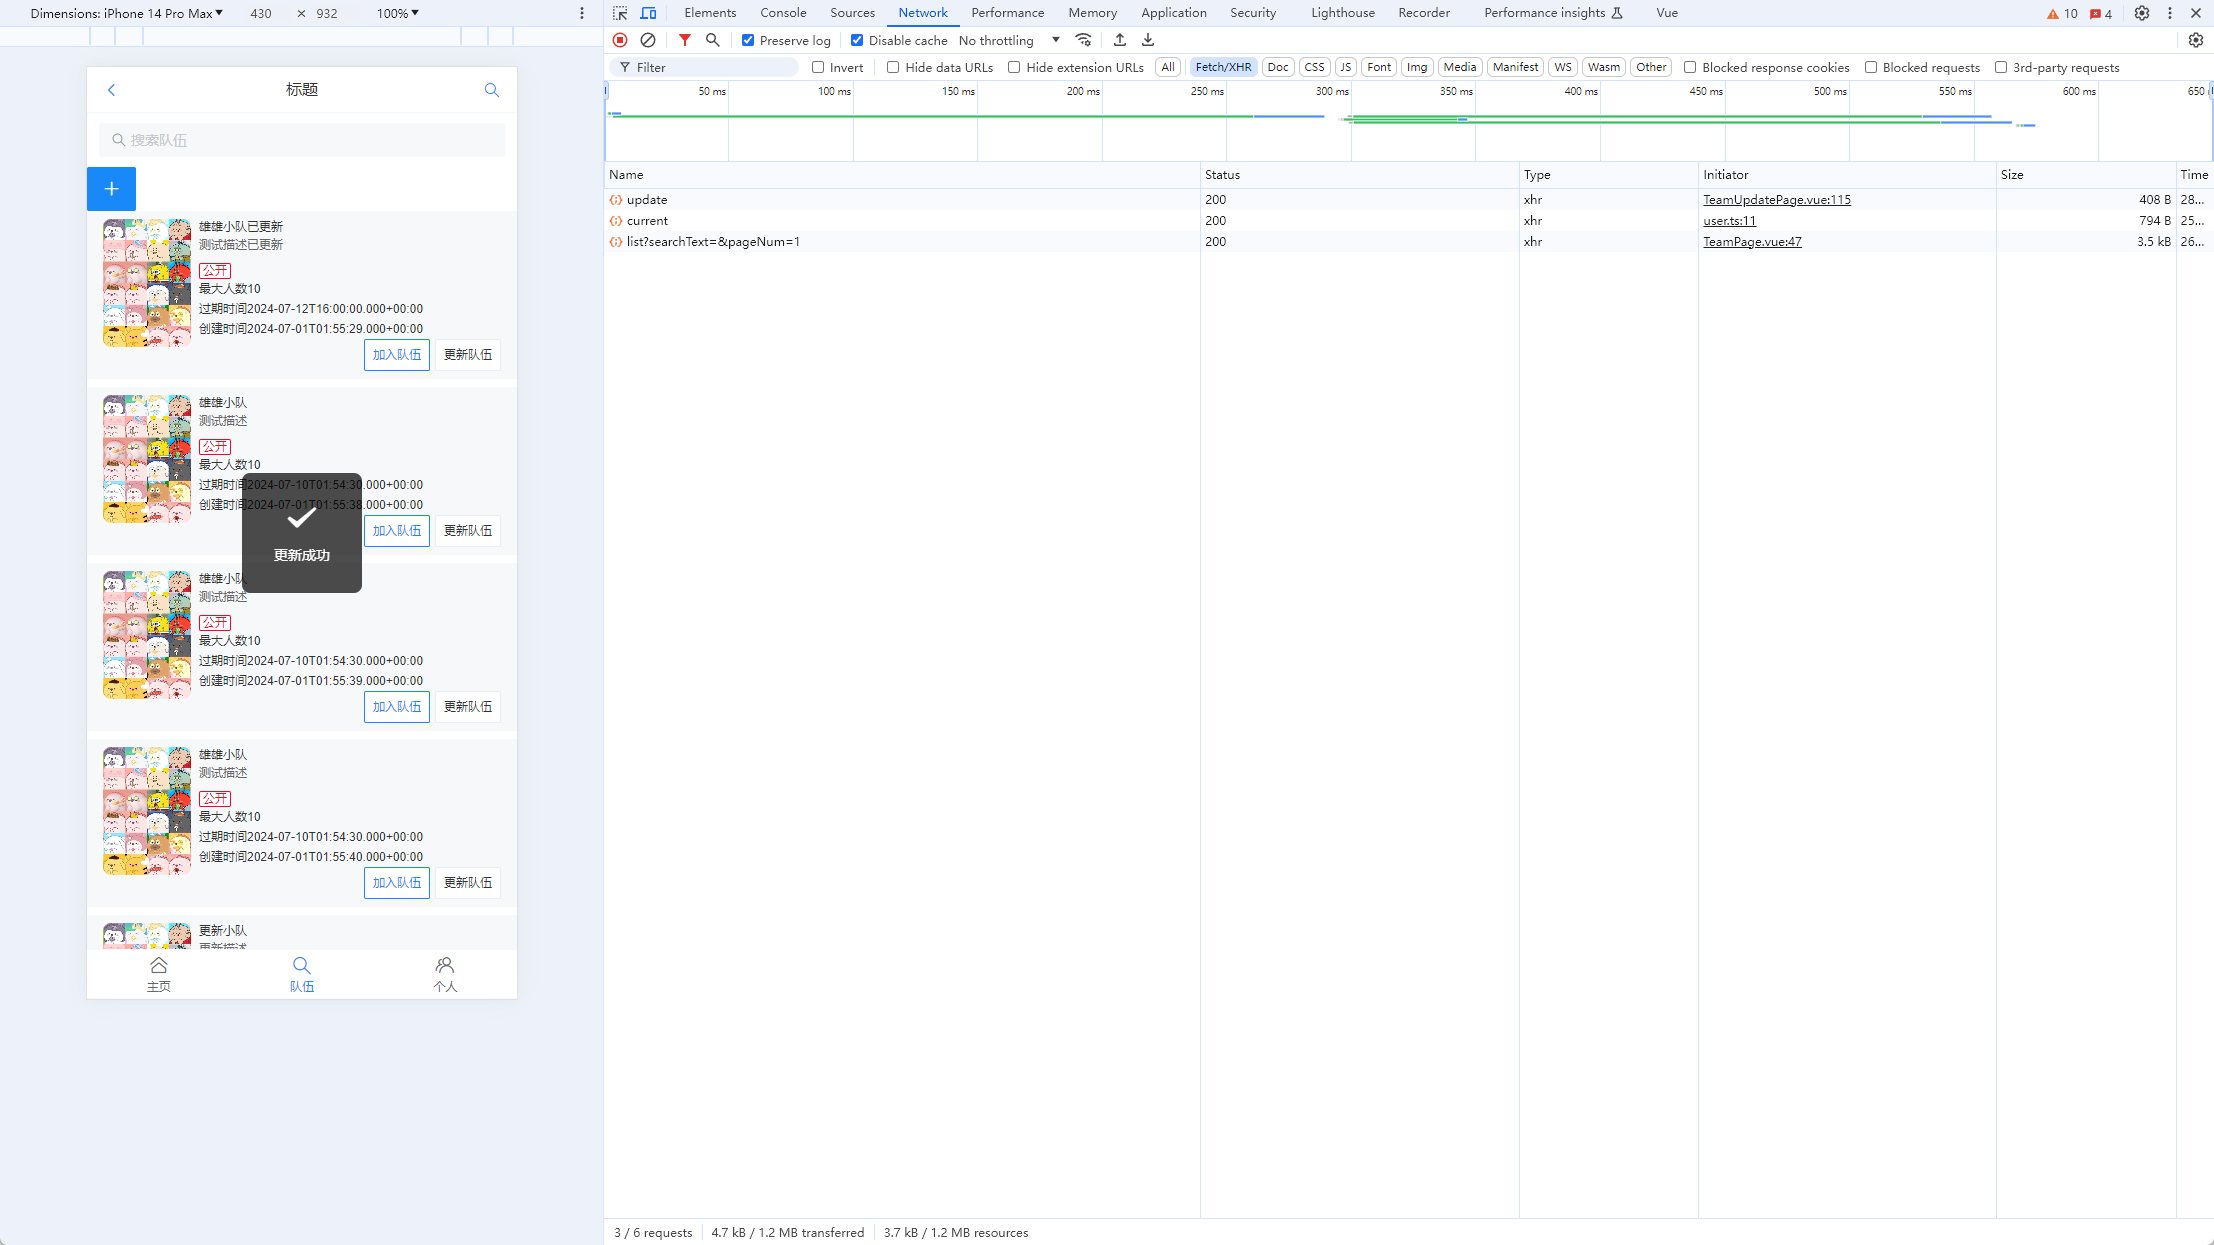 Dimensions: iPhone 14 Pro Max ▼ 430 × 932 100% ▼
标题
搜索队伍
+
雄雄小队已更新
测试描述已更新
公开
最大人数10
过期时间2024-07-12T16:00:00.000+00:00
创建时间2024-07-01T01:55:29.000+00:00
加入队伍 更新队伍
雄雄小队
测试描述
公开
最大人数10
过期时间2024-07-10T01:54:30.000+00:00
创建时间2024-07-01T01:55:38.000+00:00
加入队伍 更新队伍
更新成功
雄雄小队
测试描述
公开
最大人数10
过期时间2024-07-10T01:54:30.000+00:00
创建时间2024-07-01T01:55:39.000+00:00
加入队伍 更新队伍
雄雄小队
测试描述
公开
最大人数10
过期时间2024-07-10T01:54:30.000+00:00
创建时间2024-07-01T01:55:40.000+00:00
加入队伍 更新队伍
更新小队
更新描述
主页 队伍 个人
Elements Console Sources Network Performance Memory Application Security Lighthouse Recorder Performance insights Vue 10 4
Preserve log Disable cache No throttling
Filter Invert Hide data URLs Hide extension URLs All Fetch/XHR Doc CSS JS Font Img Media Manifest WS Wasm Other Blocked response cookies Blocked requests 3rd-party requests
50 ms 100 ms 150 ms 200 ms 250 ms 300 ms 350 ms 400 ms 450 ms 500 ms 550 ms 600 ms 650
Name Status Type Initiator Size Time
update 200 xhr TeamUpdatePage.vue:115 408 B 28...
current 200 xhr user.ts:11 794 B 25...
list?searchText=&pageNum=1 200 xhr TeamPage.vue:47 3.5 kB 26...
3 / 6 requests 4.7 kB / 1.2 MB transferred 3.7 kB / 1.2 MB resources